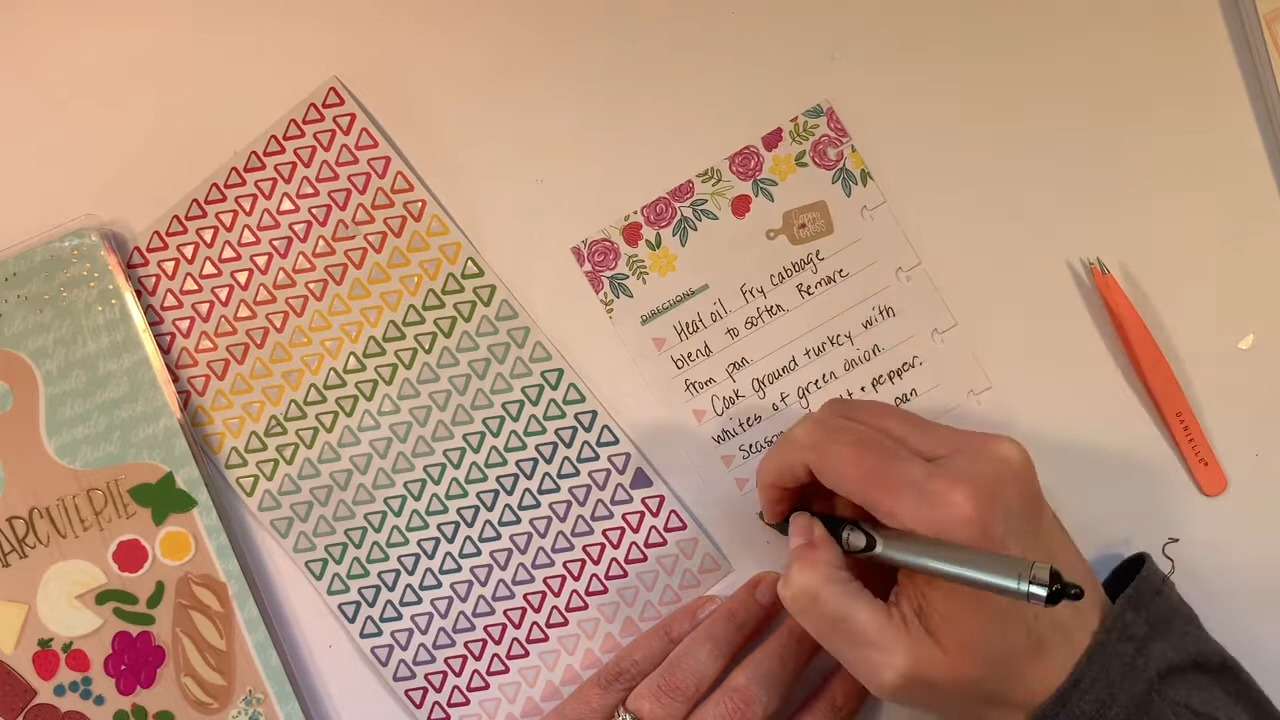 DIRECTIONS
Heat oil. Fry cabbage
blend to soften. Remove
from pan.
Cook ground turkey with
whites of green onion.
pepper.
pan
DANIELLE